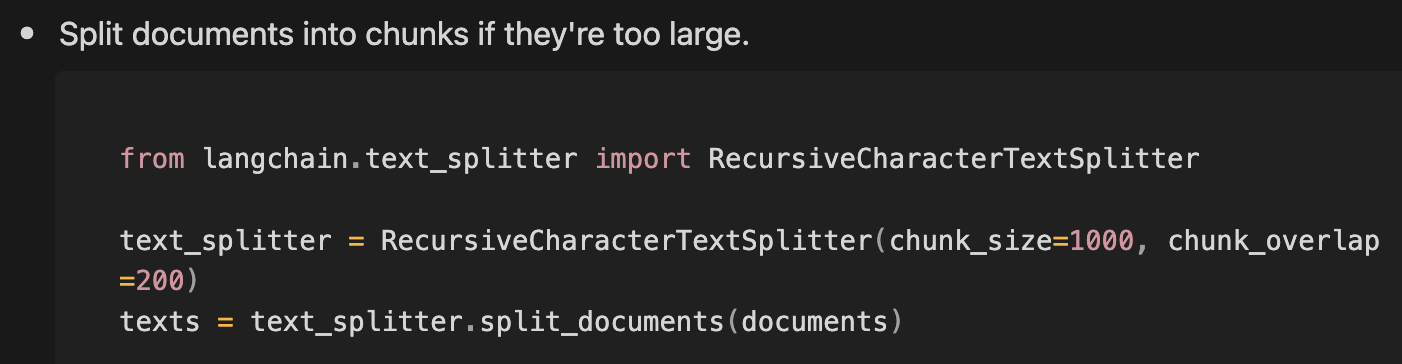 • Split documents into chunks if they're too large.
from langchain.text_splitter import RecursiveCharacterTextSplitter
text_splitter = RecursiveCharacterTextSplitter(chunk_size=1000, chunk_overlap
=200)
texts = text_splitter.split_documents(documents)